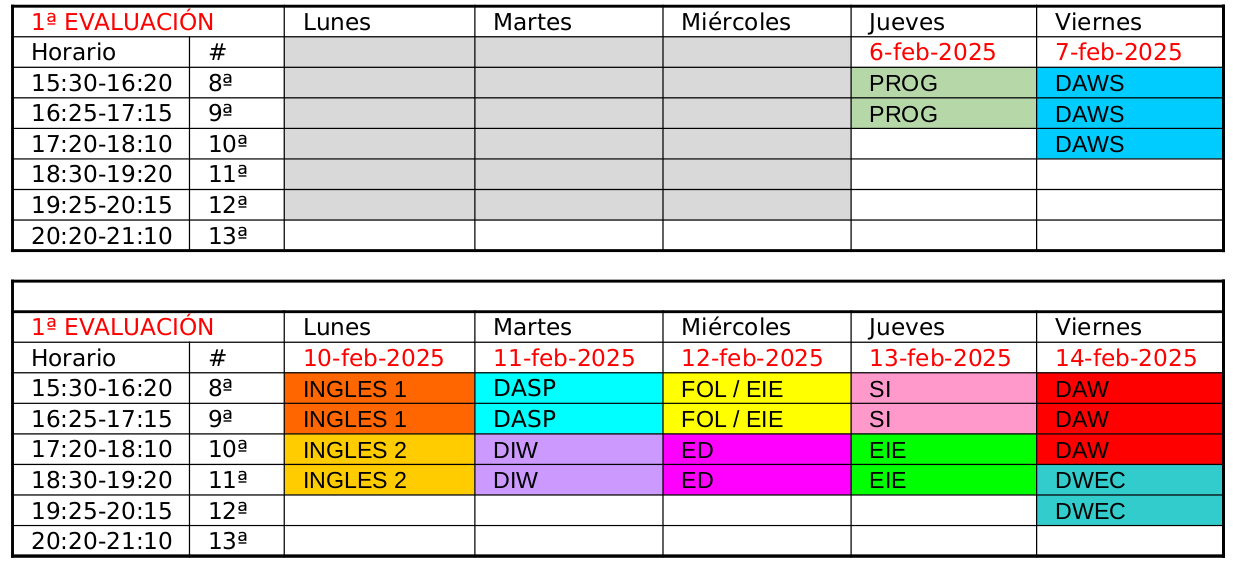 1ª EVALUACIÓN Lunes Martes Miércoles Jueves Viernes
Horario # 6-feb-2025 7-feb-2025
15:30-16:20 8ª PROG DAWS
16:25-17:15 9ª PROG DAWS
17:20-18:10 10ª DAWS
18:30-19:20 11ª
19:25-20:15 12ª
20:20-21:10 13ª
1ª EVALUACIÓN Lunes Martes Miércoles Jueves Viernes
Horario # 10-feb-2025 11-feb-2025 12-feb-2025 13-feb-2025 14-feb-2025
15:30-16:20 8ª INGLES 1 DASP FOL / EIE SI DAW
16:25-17:15 9ª INGLES 1 DASP FOL / EIE SI DAW
17:20-18:10 10ª INGLES 2 DIW ED EIE DAW
18:30-19:20 11ª INGLES 2 DIW ED EIE DWEC
19:25-20:15 12ª DWEC
20:20-21:10 13ª